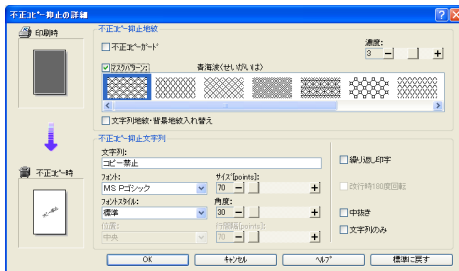 不正ｺﾋﾟｰ抑止の詳細
印刷時
不正ｺﾋﾟｰ時
不正ｺﾋﾟｰ抑止地紋
不正ｺﾋﾟｰｶﾞｰﾄﾞ
濃度:
3
ﾏｽｸﾊﾟﾀｰﾝ:
青海波(せいがいは)
文字列地紋・背景地紋入れ替え
不正ｺﾋﾟｰ抑止文字列
文字列:
コピー禁止
ﾌｫﾝﾄ:
MS Pゴシック
ｻｲｽﾞ[points]:
70
ﾌｫﾝﾄｽﾀｲﾙ:
標準
角度:
30
位置:
中央
行間隔[points]:
70
繰り返し印字
改行時180度回転
中抜き
文字列のみ
OK
ｷｬﾝｾﾙ
ﾍﾙﾌﾟ
標準に戻す